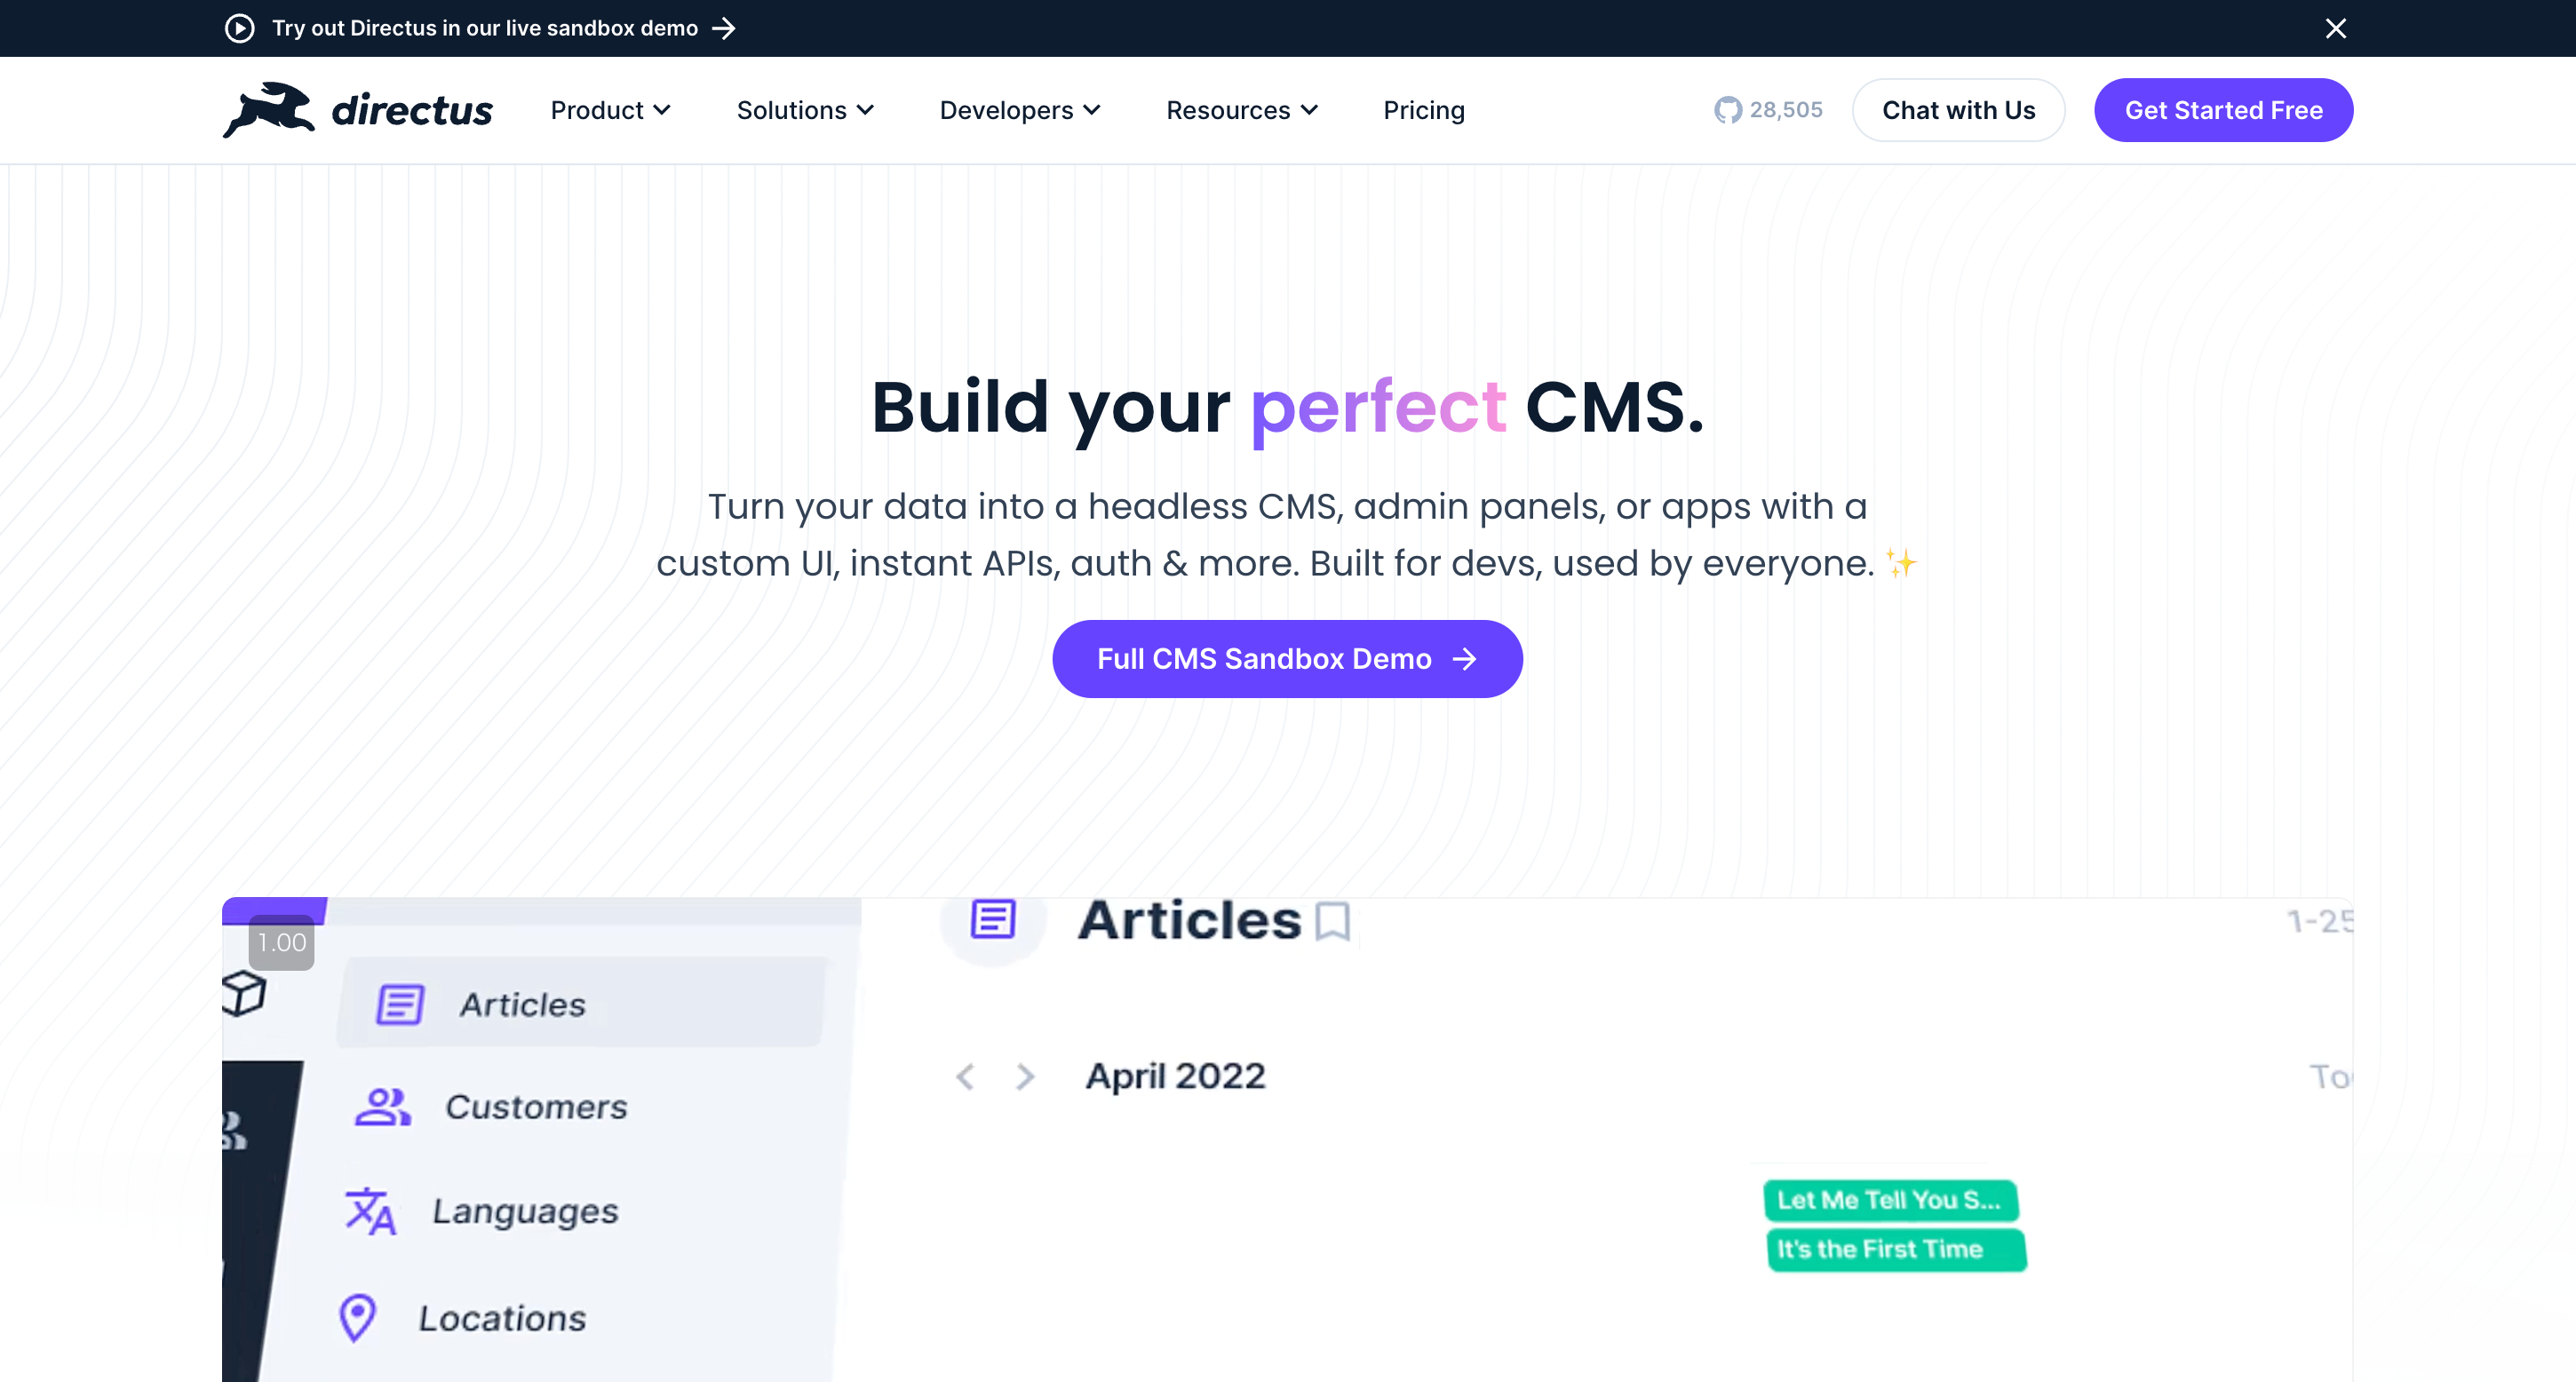 Try out Directus in our live sandbox demo
directus
Product
Solutions
Developers
Resources
Pricing
28,505
Chat with Us
Get Started Free
Build your perfect CMS.
Turn your data into a headless CMS, admin panels, or apps with a
custom UI, instant APIs, auth & more. Built for devs, used by everyone. ✨
Full CMS Sandbox Demo
1.00
Articles
Customers
Languages
Locations
Articles
1-25
April 2022
Let Me Tell You S...
It's the First Time